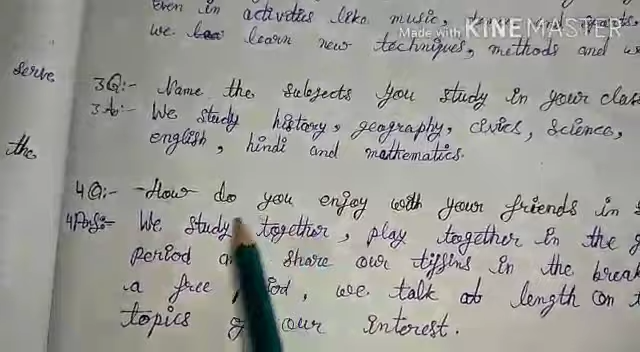 Even in activities like music,
Made with KINEMASTER
we learn new techniques, methods and
serve
3Q:- Name the subjects you study in your class
3A:- We study history, geography, civics, science,
english, hindi and mathematics.
the
4Q:- How do you enjoy with your friends in
4Ans:- We study together, play together in the
period share our tiffins in the break
a free period, we talk at length on
topics our interest.